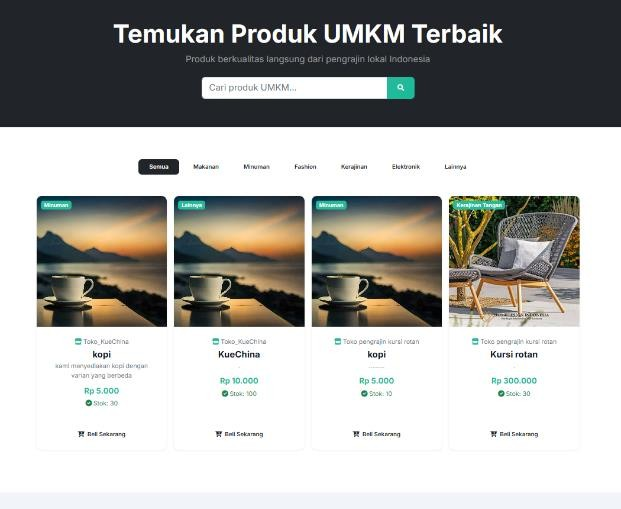 Temukan Produk UMKM Terbaik
Produk berkualitas langsung dari pengrajin lokal Indonesia
Cari produk UMKM...
Semua
Makanan
Minuman
Fashion
Kerajinan
Elektronik
Lainnya
Minuman
Toko_KueChina
kopi
kami menyediakan kopi dengan
varian yang berbeda
Rp 5.000
Stok: 30
Beli Sekarang
Lainnya
Toko_KueChina
KueChina
Rp 10.000
Stok: 100
Beli Sekarang
Minuman
Toko pengrajin kursi rotan
kopi
Rp 5.000
Stok: 10
Beli Sekarang
Kerajinan Tangan
Toko pengrajin kursi rotan
Kursi rotan
Rp 300.000
Stok: 30
Beli Sekarang